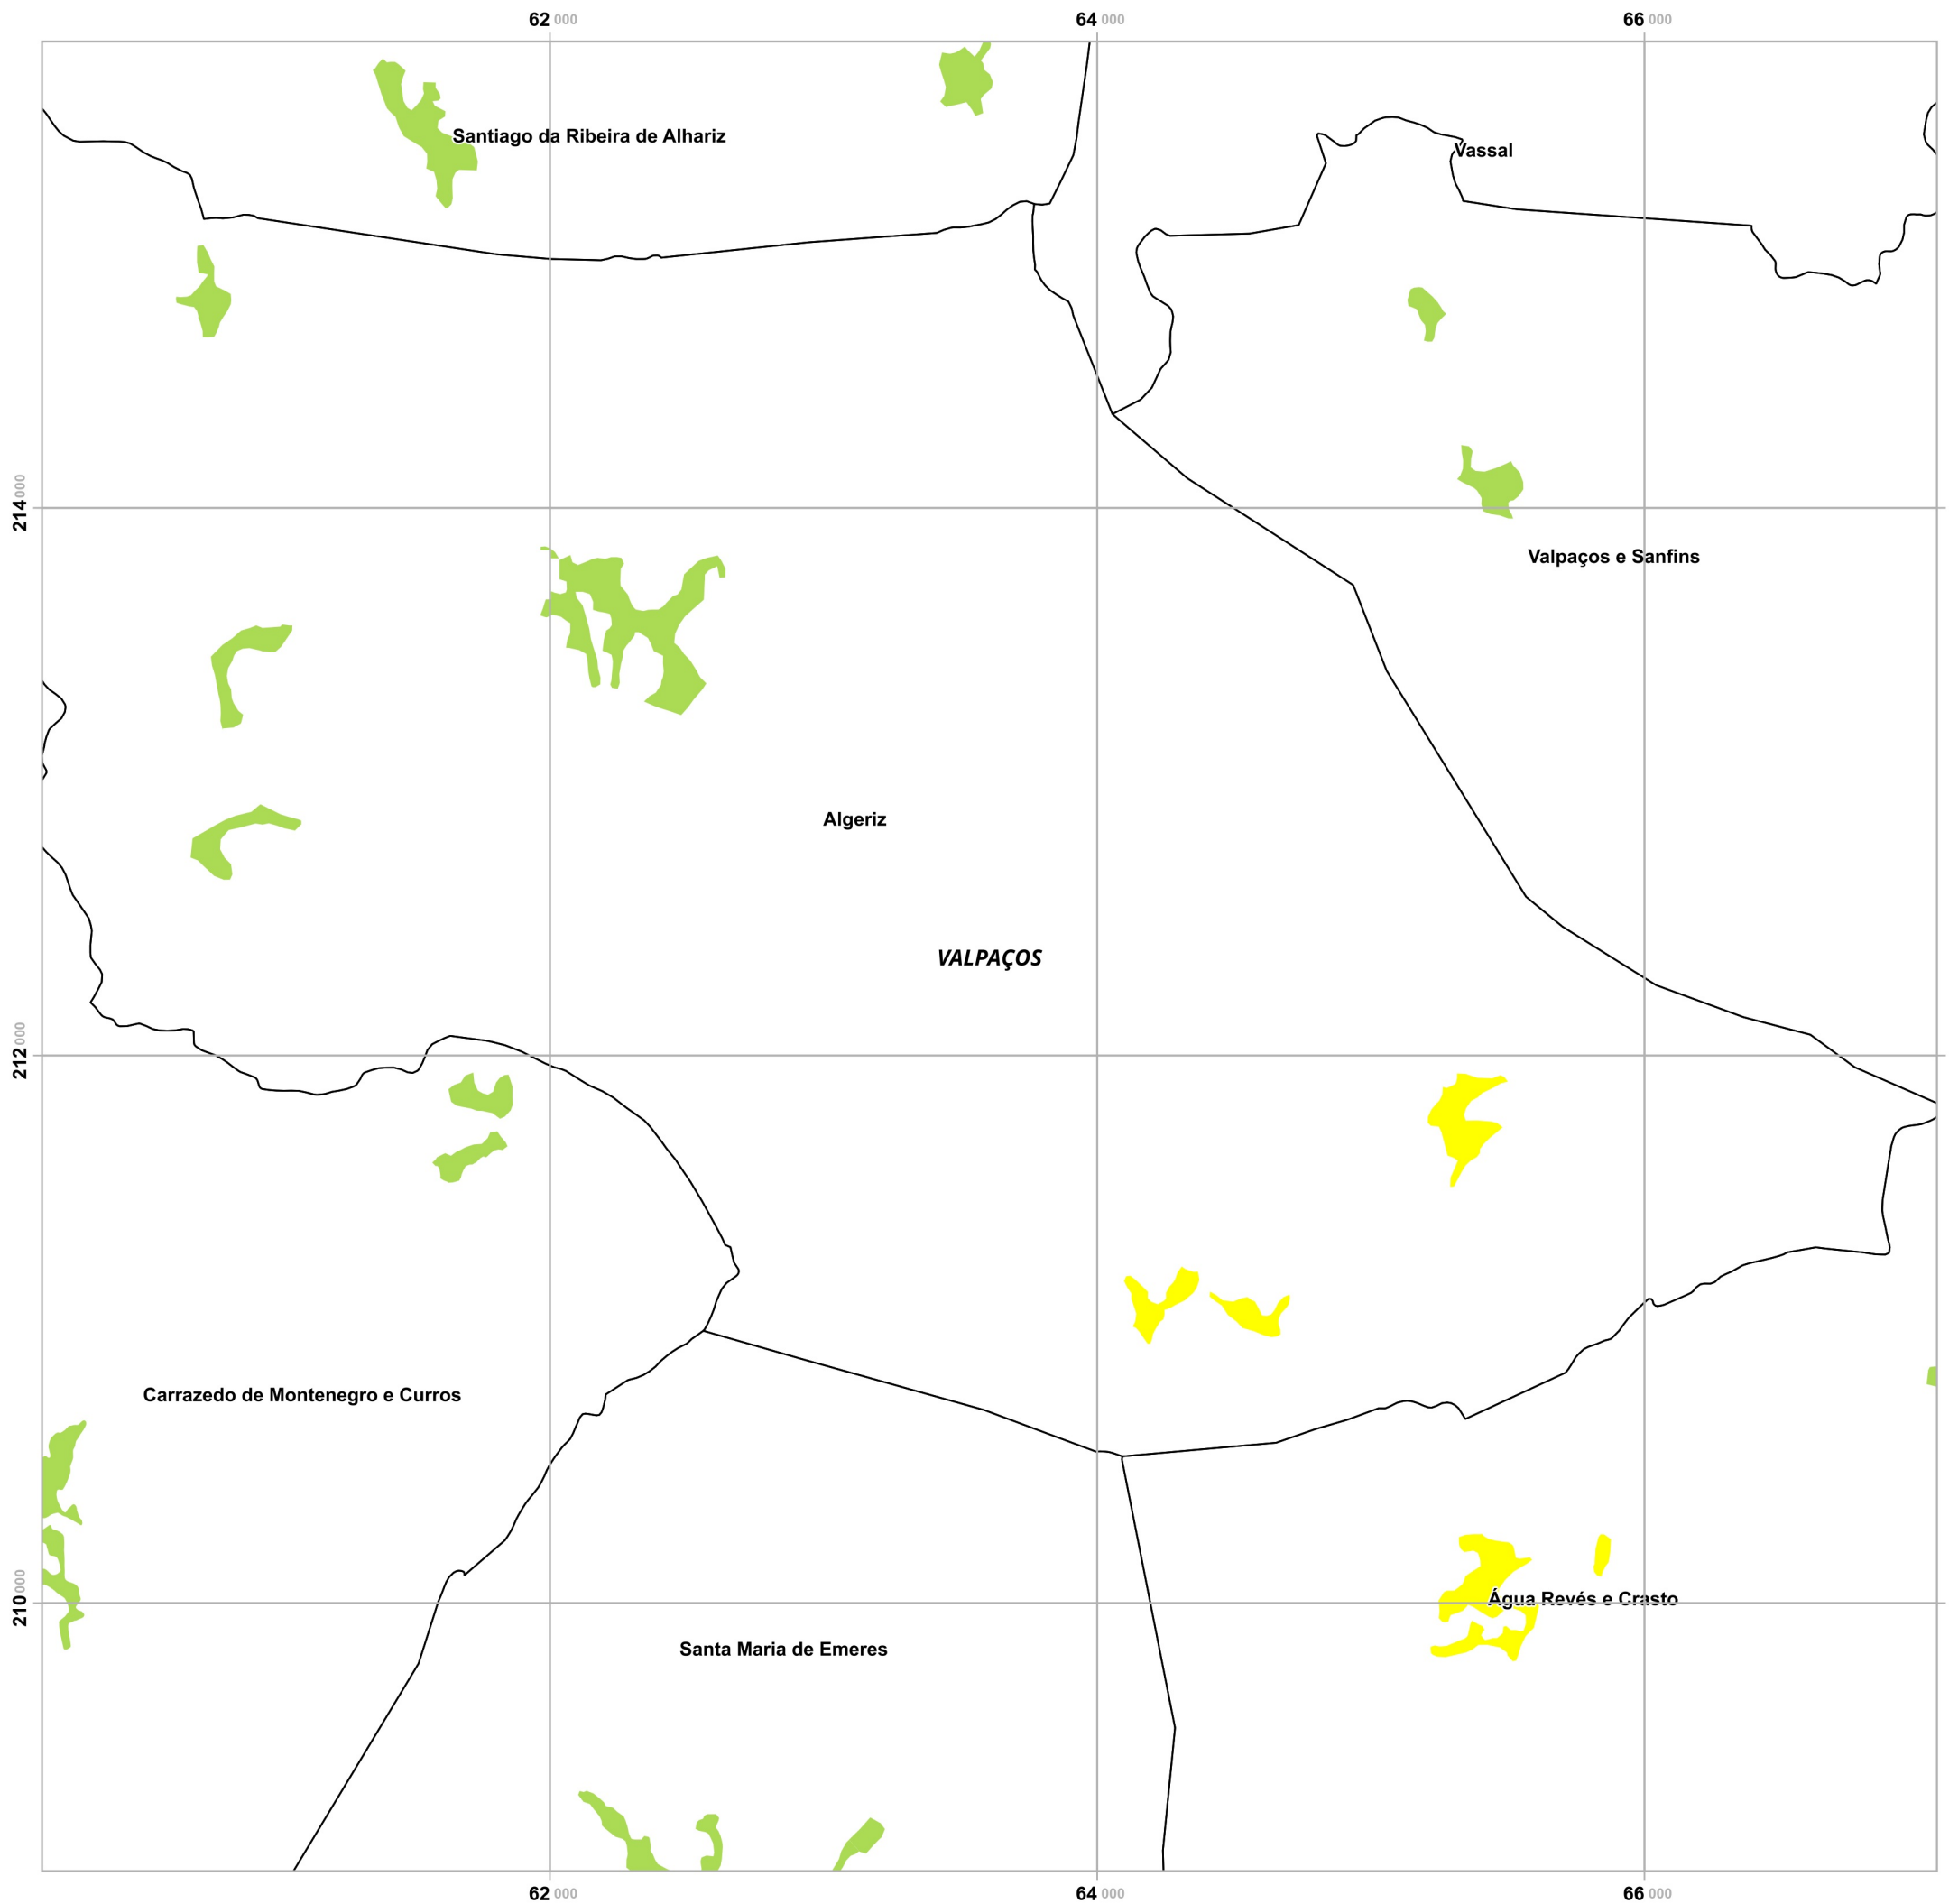 62 000
64 000
66 000
Santiago da Ribeira de Alhariz
Vassal
214 000
Valpaços e Sanfins
Algeriz
VALPAÇOS
212 000
Carrazedo de Montenegro e Curros
210 000
Água Revés e Crasto
Santa Maria de Emeres
62 000
64 000
66 000